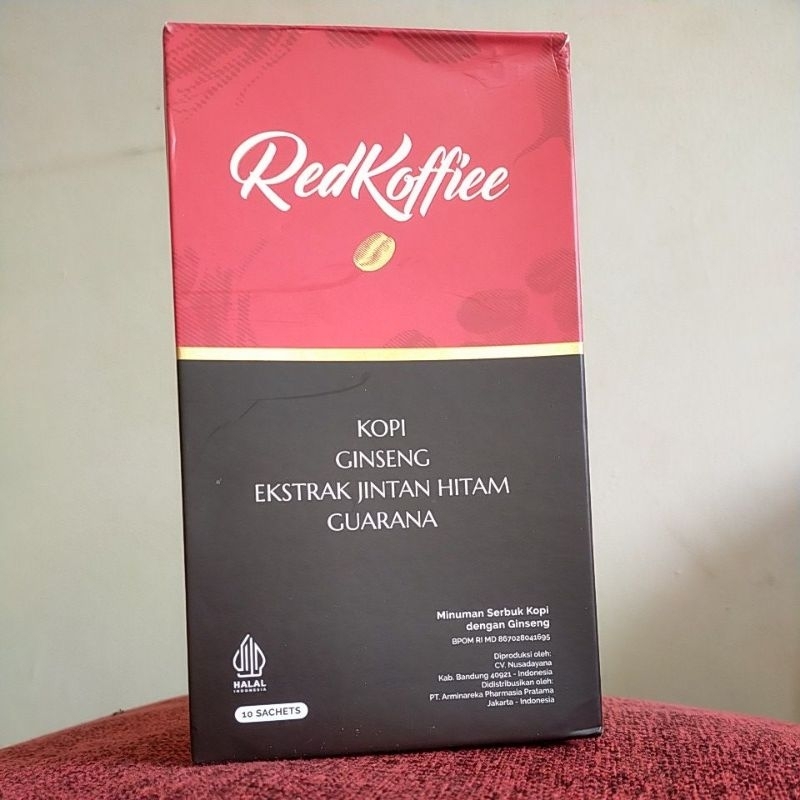 RedKoffiee
KOPI
GINSENG
EKSTRAK JINTAN HITAM
GUARANA
Minuman Serbuk Kopi
dengan Ginseng
BPOM RI MD 867028041695
Diproduksi oleh:
CV. Nusadayana
Kab. Bandung 40921 - Indonesia
Didistribusikan oleh:
PT. Arminareka Pharmasia Pratama
Jakarta - Indonesia
HALAL
INDONESIA
10 SACHETS